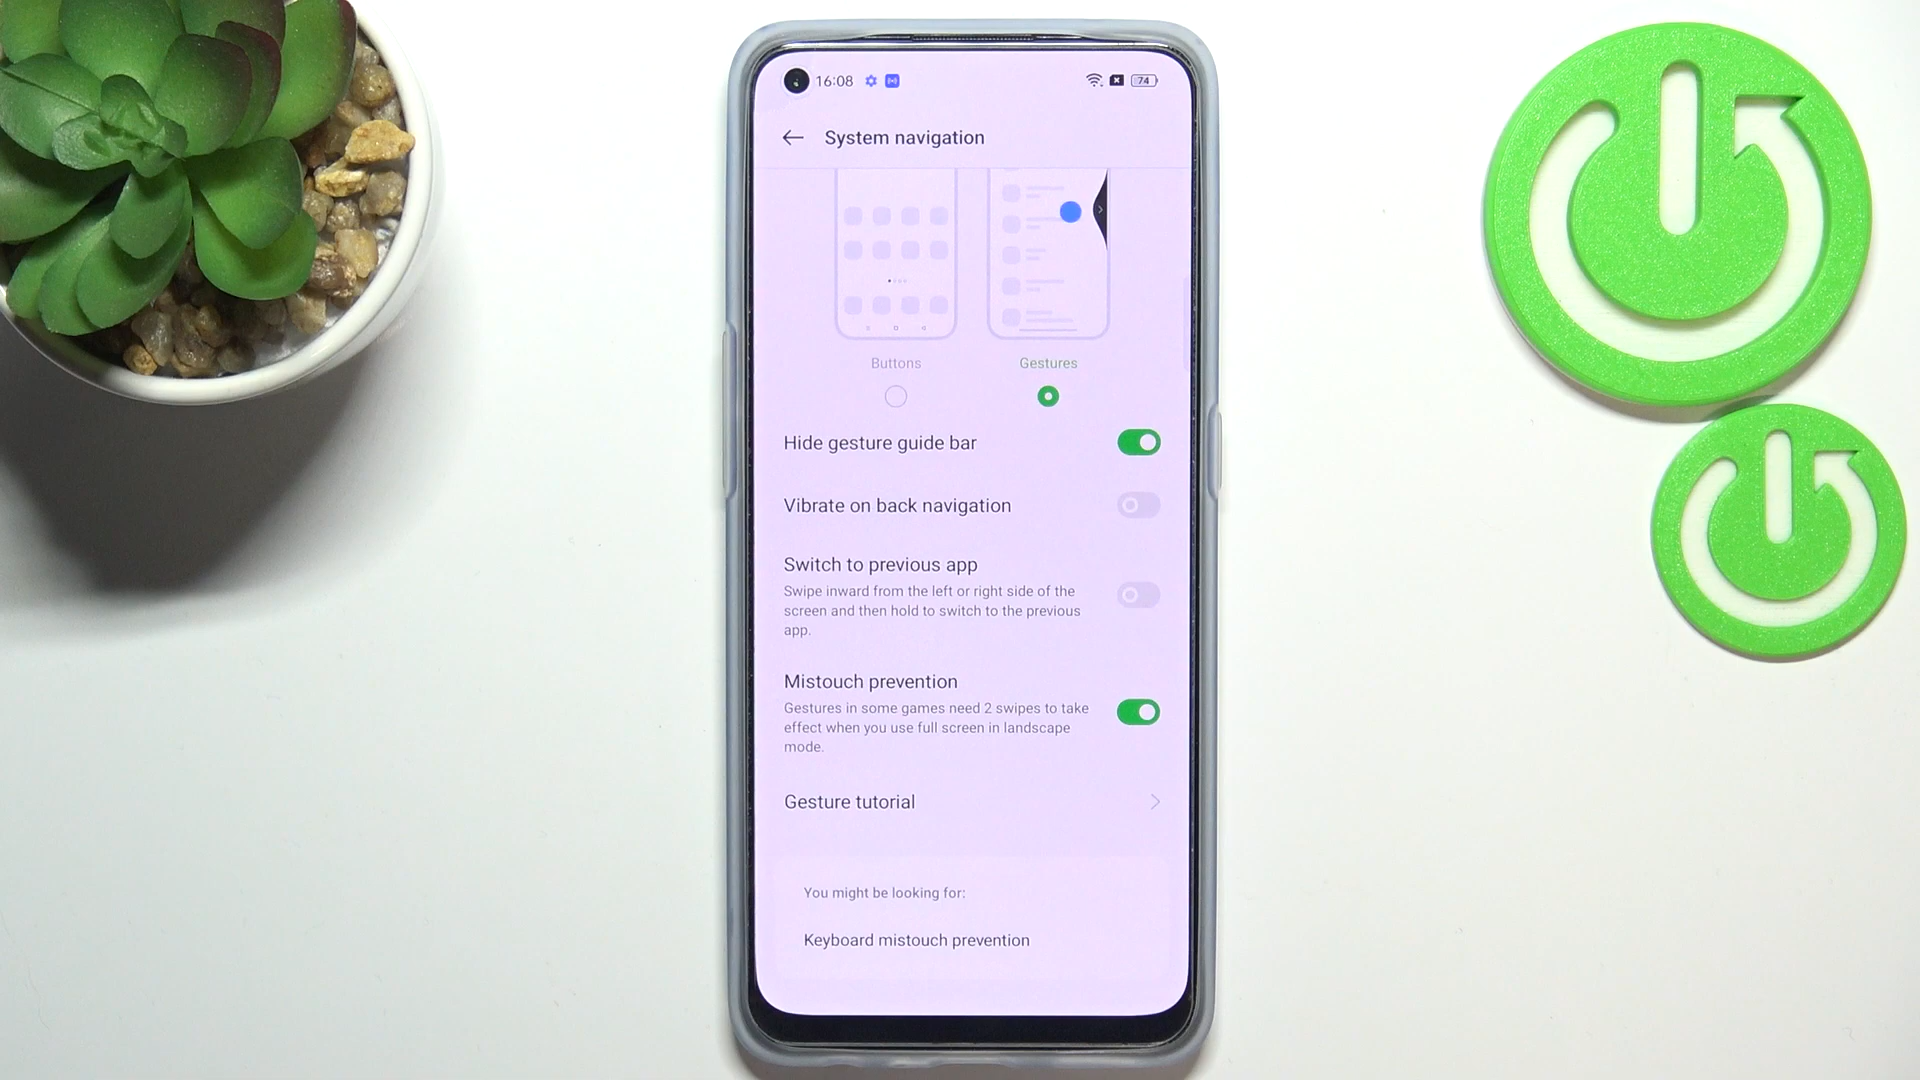 16:08
74
System navigation
Buttons
Gestures
Hide gesture guide bar
Vibrate on back navigation
Switch to previous app
Swipe inward from the left or right side of the
screen and then hold to switch to the previous
app.
Mistouch prevention
Gestures in some games need 2 swipes to take
effect when you use full screen in landscape
mode.
Gesture tutorial
You might be looking for:
Keyboard mistouch prevention